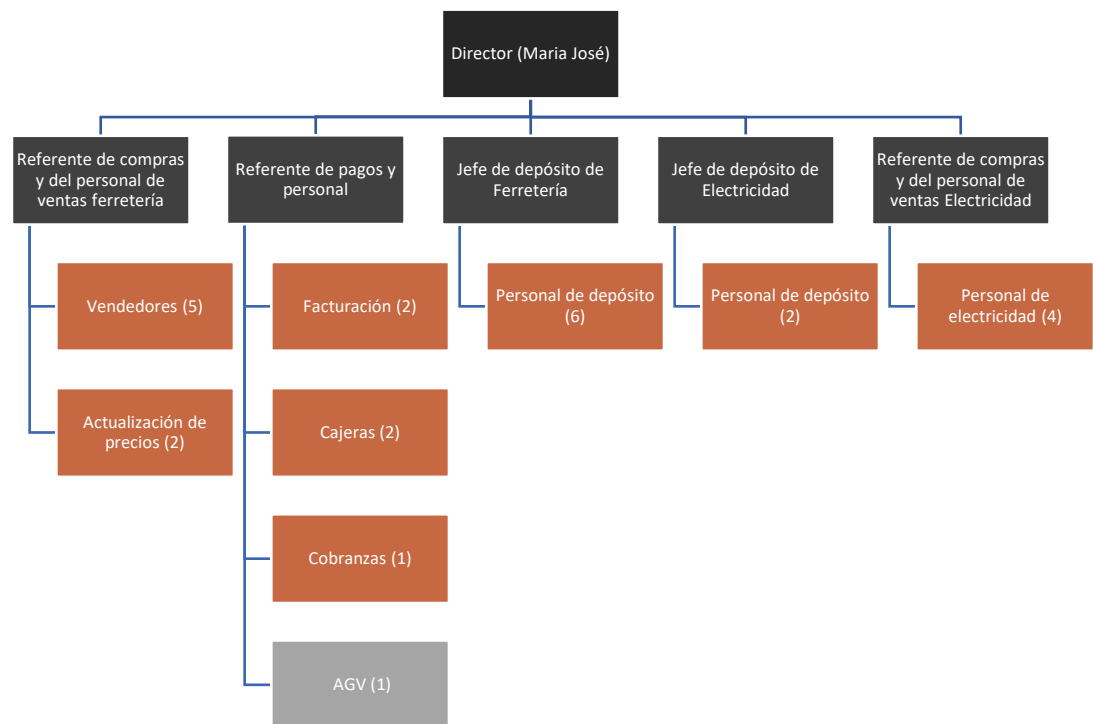 Director (Maria José)
Referente de compras
y del personal de
ventas ferretería
Referente de pagos y
personal
Jefe de depósito de
Ferretería
Jefe de depósito de
Electricidad
Referente de compras
y del personal de
ventas Electricidad
Vendedores (5)
Facturación (2)
Personal de depósito
(6)
Personal de depósito
(2)
Personal de
electricidad (4)
Actualización de
precios (2)
Cajeras (2)
Cobranzas (1)
AGV (1)